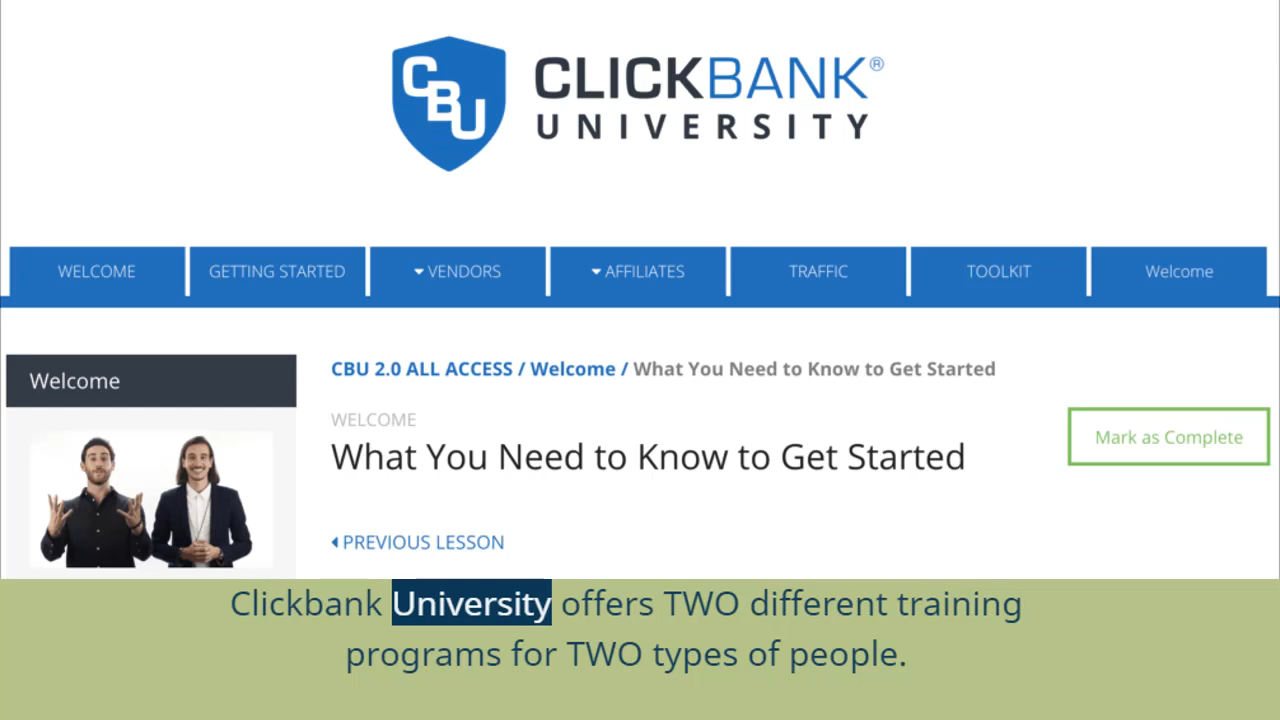 CBU
CLICKBANK®
UNIVERSITY
WELCOME
GETTING STARTED
VENDORS
AFFILIATES
TRAFFIC
TOOLKIT
Welcome
Welcome
CBU 2.0 ALL ACCESS / Welcome / What You Need to Know to Get Started
WELCOME
What You Need to Know to Get Started
Mark as Complete
PREVIOUS LESSON
Clickbank University offers TWO different training
programs for TWO types of people.